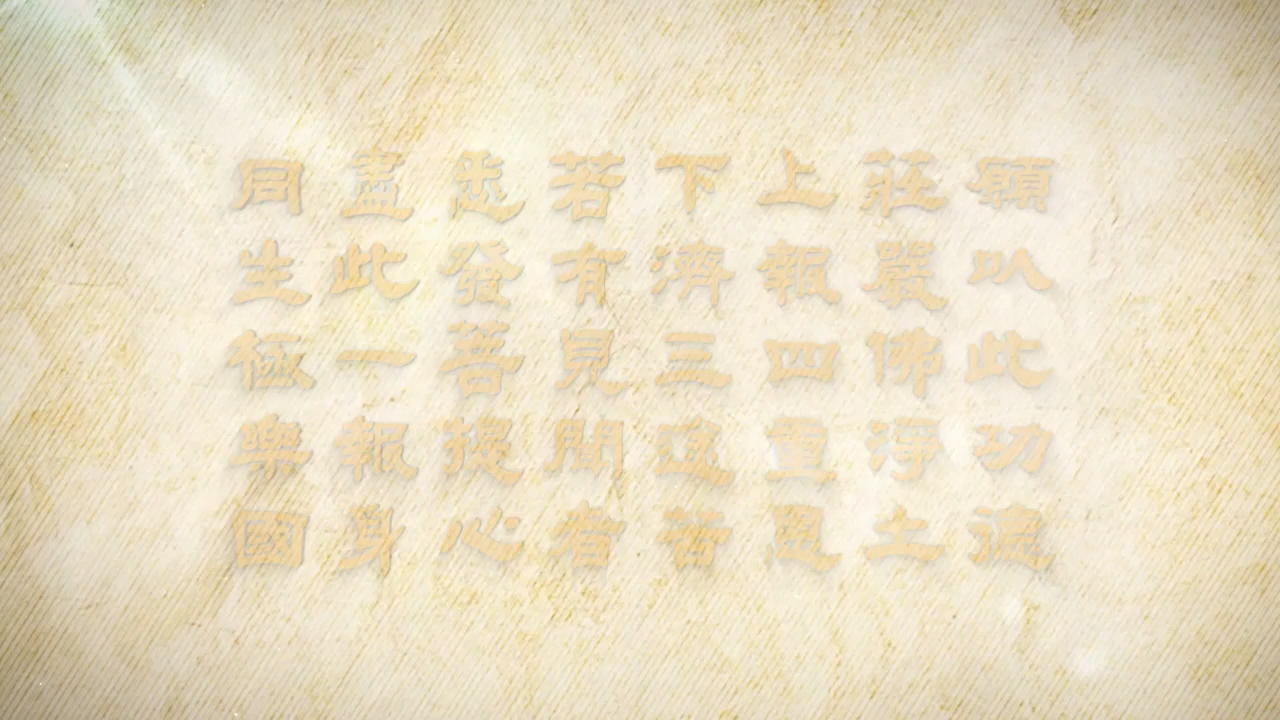 願以此功德
莊嚴佛淨土
上報四重恩
下濟三途苦
若有見聞者
悉發菩提心
盡此一報身
同生極樂國